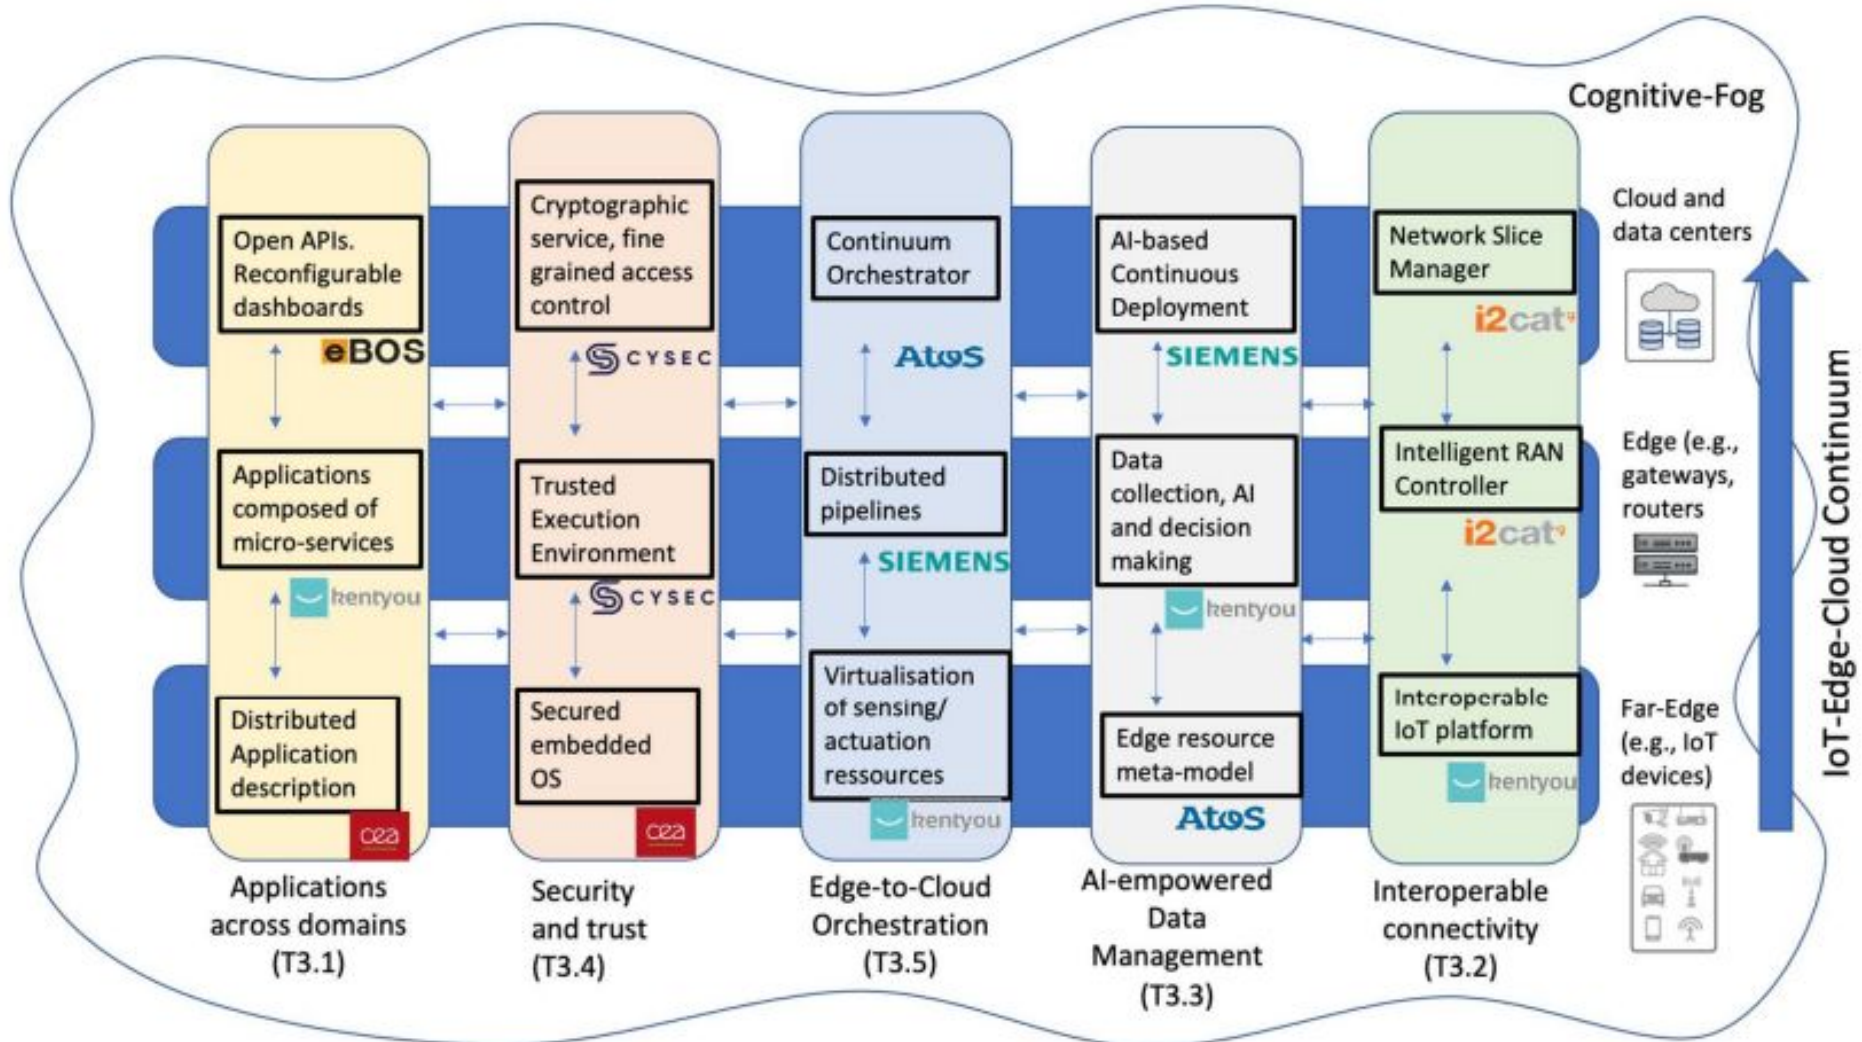 Cognitive-Fog
Open APIs.
Reconfigurable
dashboards
eBOS
Cryptographic
service, fine
grained access
control
CYSEC
Continuum
Orchestrator
Atos
AI-based
Continuous
Deployment
SIEMENS
Network Slice
Manager
i2cat
Cloud and
data centers
Applications
composed of
micro-services
kentyou
Trusted
Execution
Environment
CYSEC
Distributed
pipelines
SIEMENS
Data
collection, AI
and decision
making
kentyou
Intelligent RAN
Controller
i2cat
Edge (e.g.,
gateways,
routers
Distributed
Application
description
cea
Secured
embedded
OS
cea
Virtualisation
of sensing/
actuation
ressources
kentyou
Edge resource
meta-model
Atos
Interoperable
IoT platform
kentyou
Far-Edge
(e.g., IoT
devices)
IoT-Edge-Cloud Continuum
Applications
across domains
(T3.1)
Security
and trust
(T3.4)
Edge-to-Cloud
Orchestration
(T3.5)
AI-empowered
Data
Management
(T3.3)
Interoperable
connectivity
(T3.2)